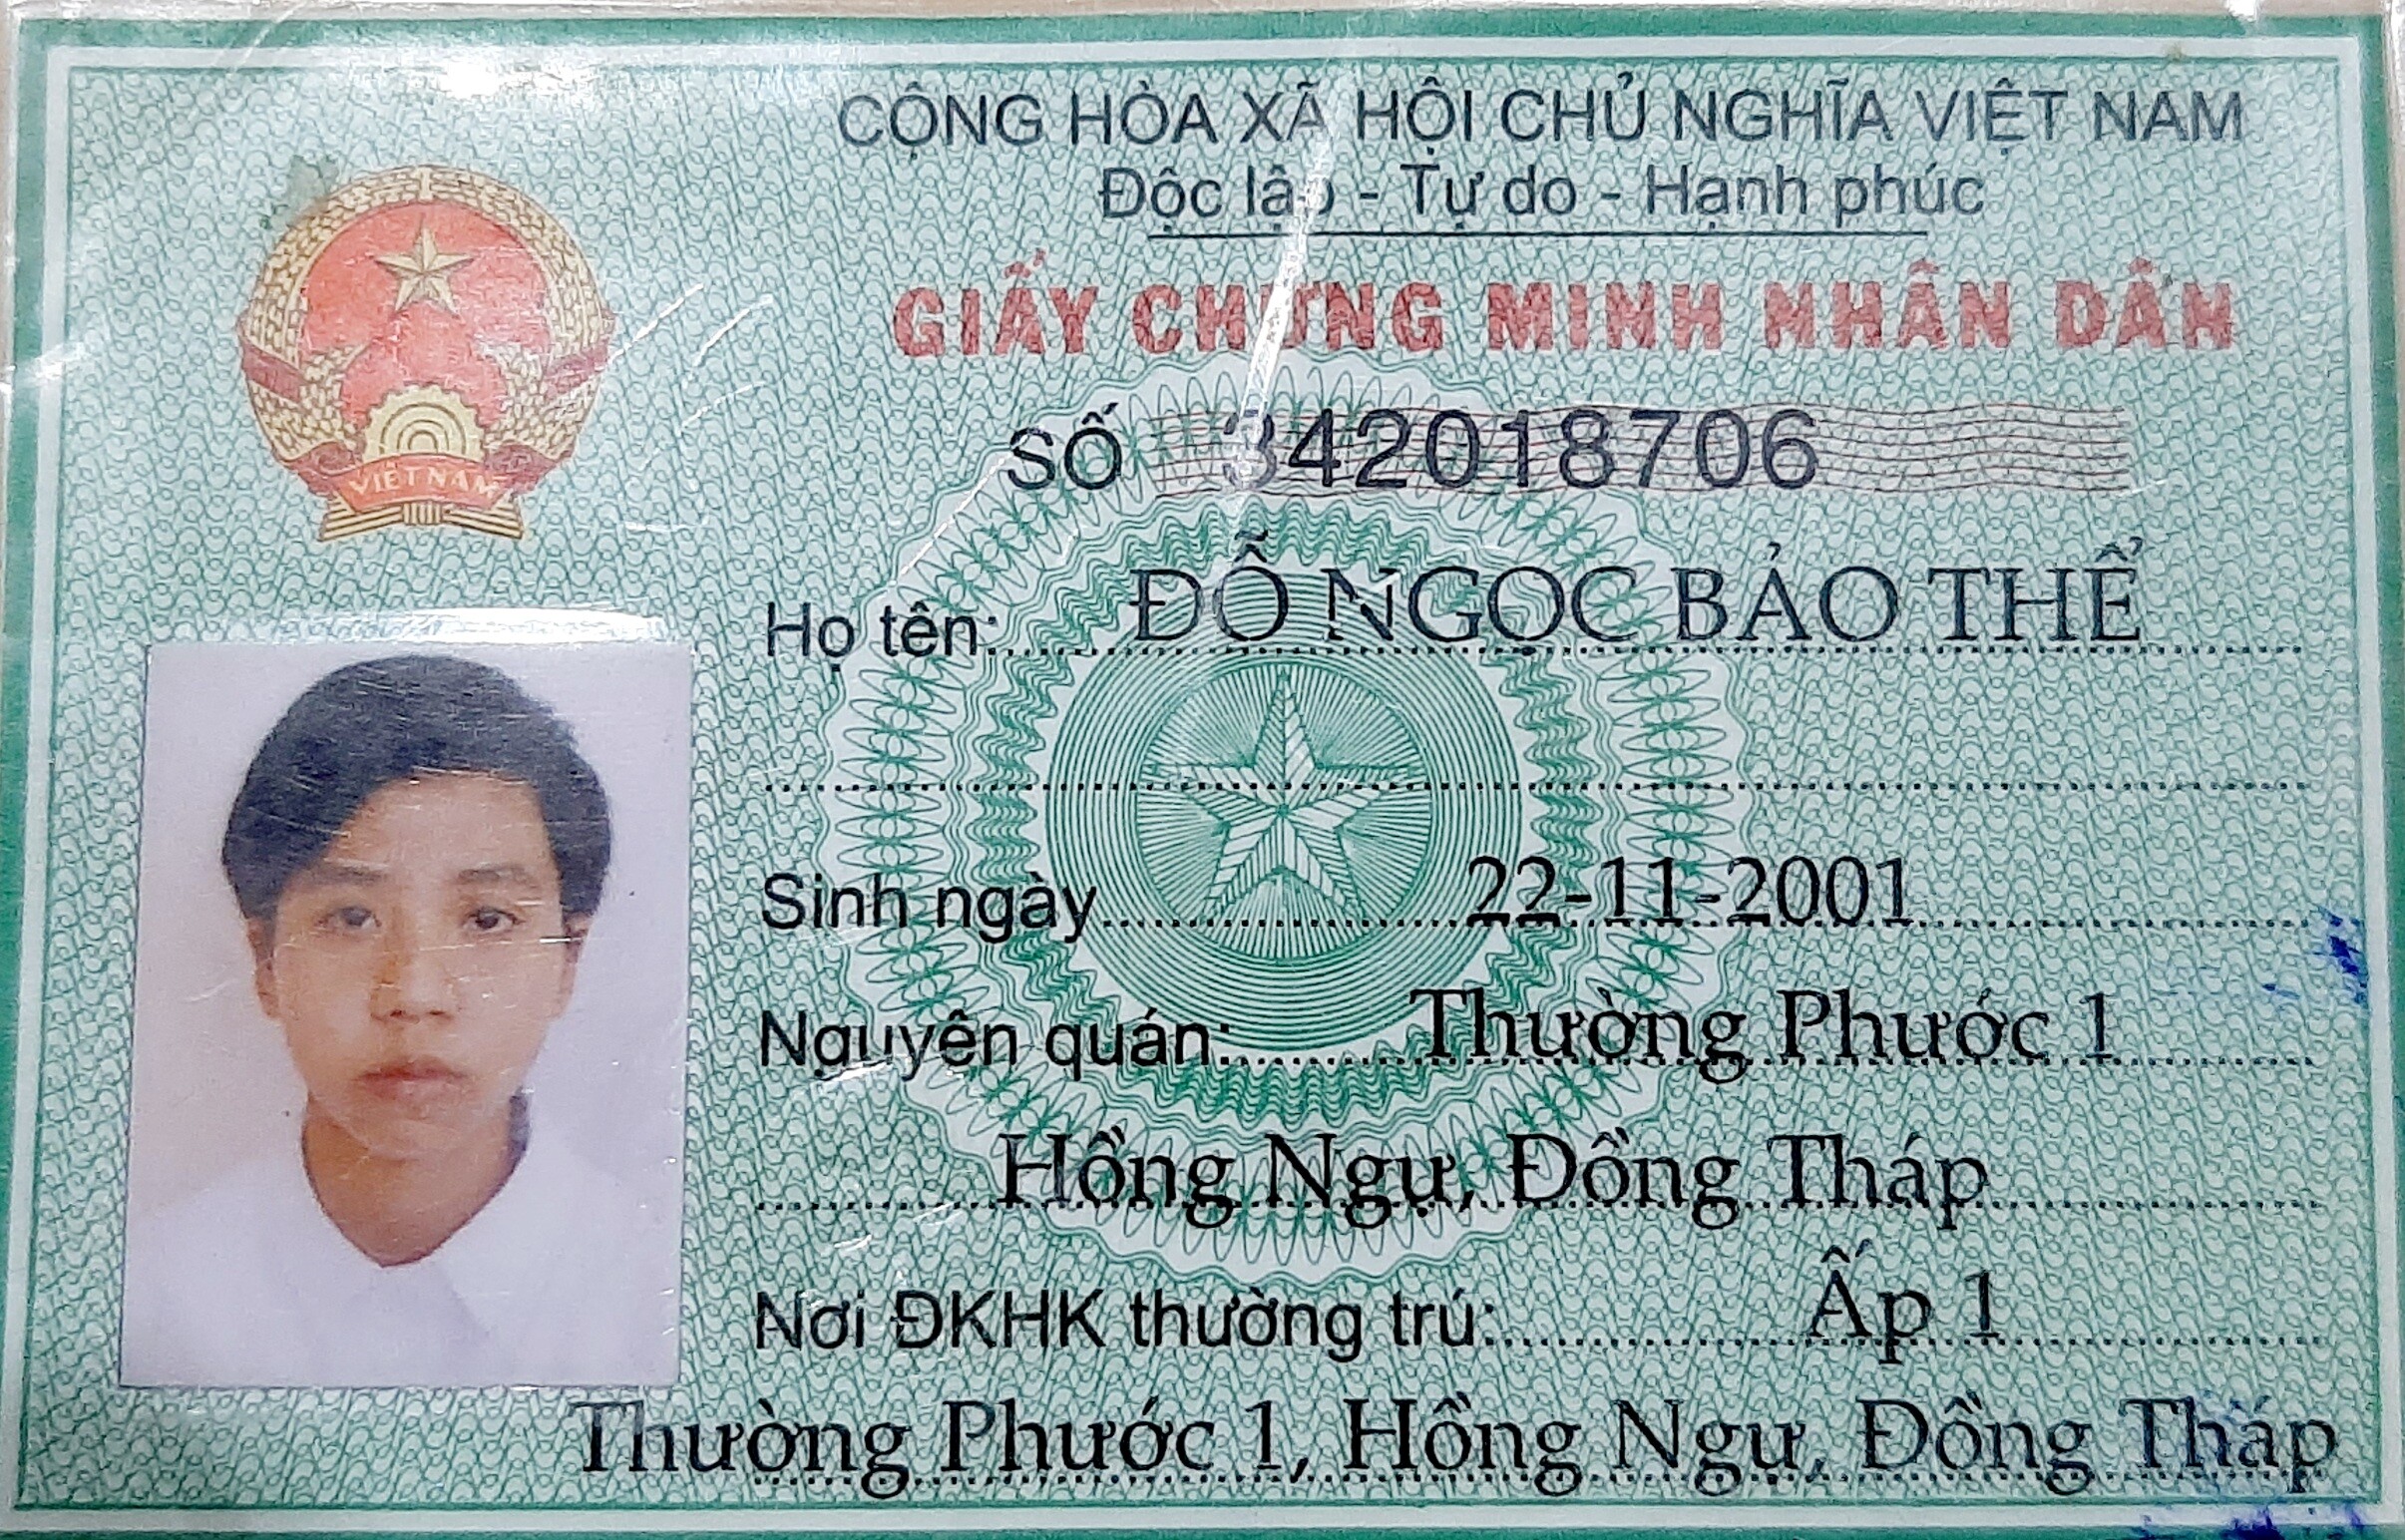 CỘNG HÒA XÃ HỘI CHỦ NGHĨA VIỆT NAM
Độc lập - Tự do - Hạnh phúc
GIẤY CHỨNG MINH NHÂN DÂN
VIỆT NAM
SỐ 342018706
Họ tên: ĐỖ NGỌC BẢO THỂ
Sinh ngày 22-11-2001
Nguyên quán: Thường Phước 1
Hồng Ngự, Đồng Tháp
Nơi ĐKHK thường trú: Ấp 1
Thường Phước 1, Hồng Ngự, Đồng Tháp